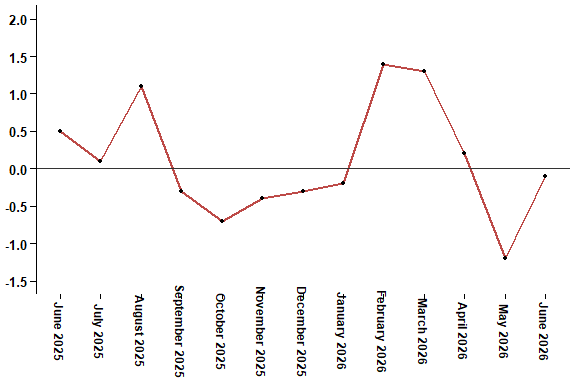 2.0
1.5
1.0
0.5
0.0
-0.5
-1.0
-1.5
June 2025
July 2025
August 2025
September 2025
October 2025
November 2025
December 2025
January 2026
February 2026
March 2026
April 2026
May 2026
June 2026